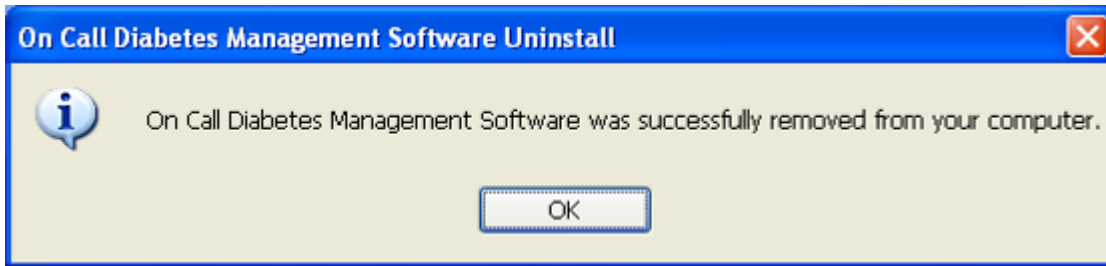 On Call Diabetes Management Software Uninstall
On Call Diabetes Management Software was successfully removed from your computer.
OK